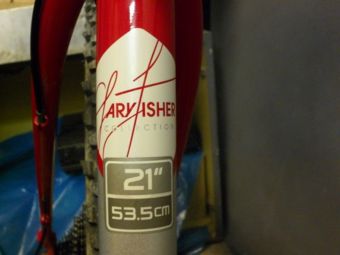 GARY FISHER
COLLECTION
21"
53.5cm